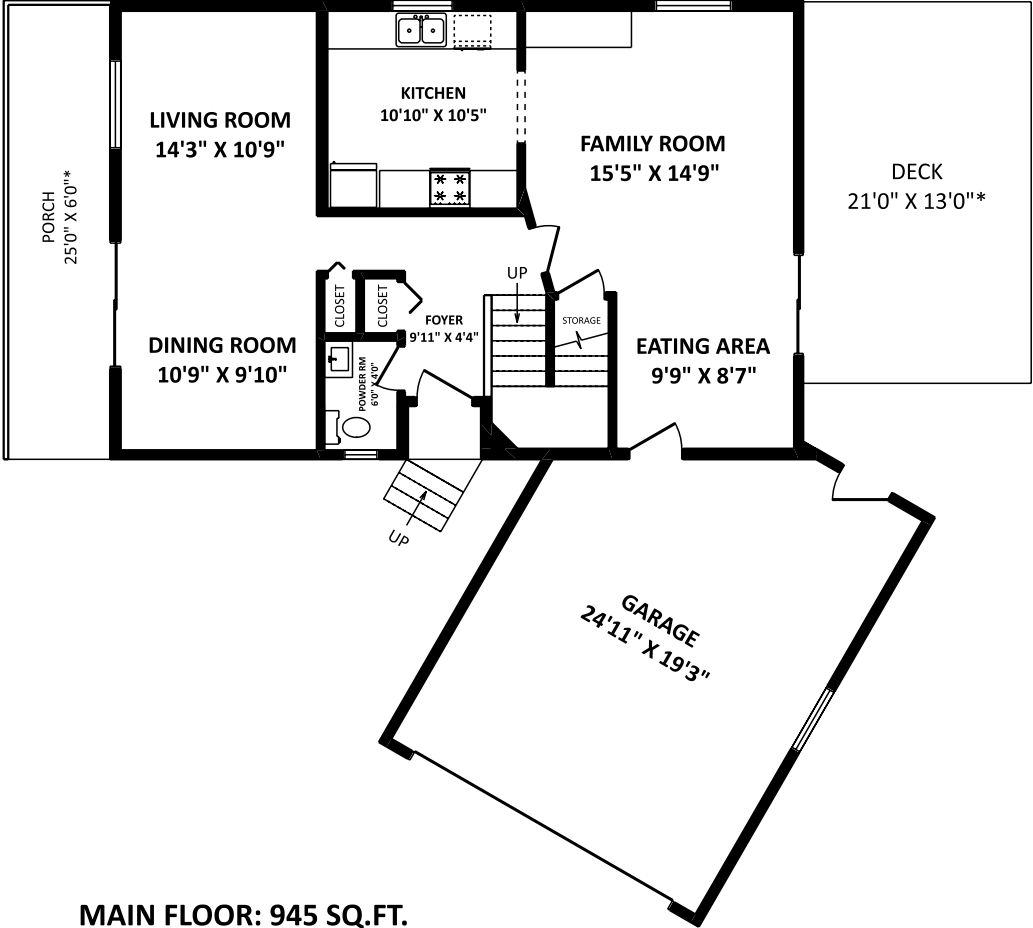 LIVING ROOM
14'3" X 10'9"
KITCHEN
10'10" X 10'5"
FAMILY ROOM
15'5" X 14'9"
DECK
21'0" X 13'0"*
PORCH
25'0" X 6'0"*
UP
CLOSET
CLOSET
FOYER
9'11" X 4'4"
STORAGE
DINING ROOM
10'9" X 9'10"
POWDER RM
6'0" X 4'0"
EATING AREA
9'9" X 8'7"
UP
GARAGE
24'11" X 19'3"
MAIN FLOOR: 945 SQ.FT.